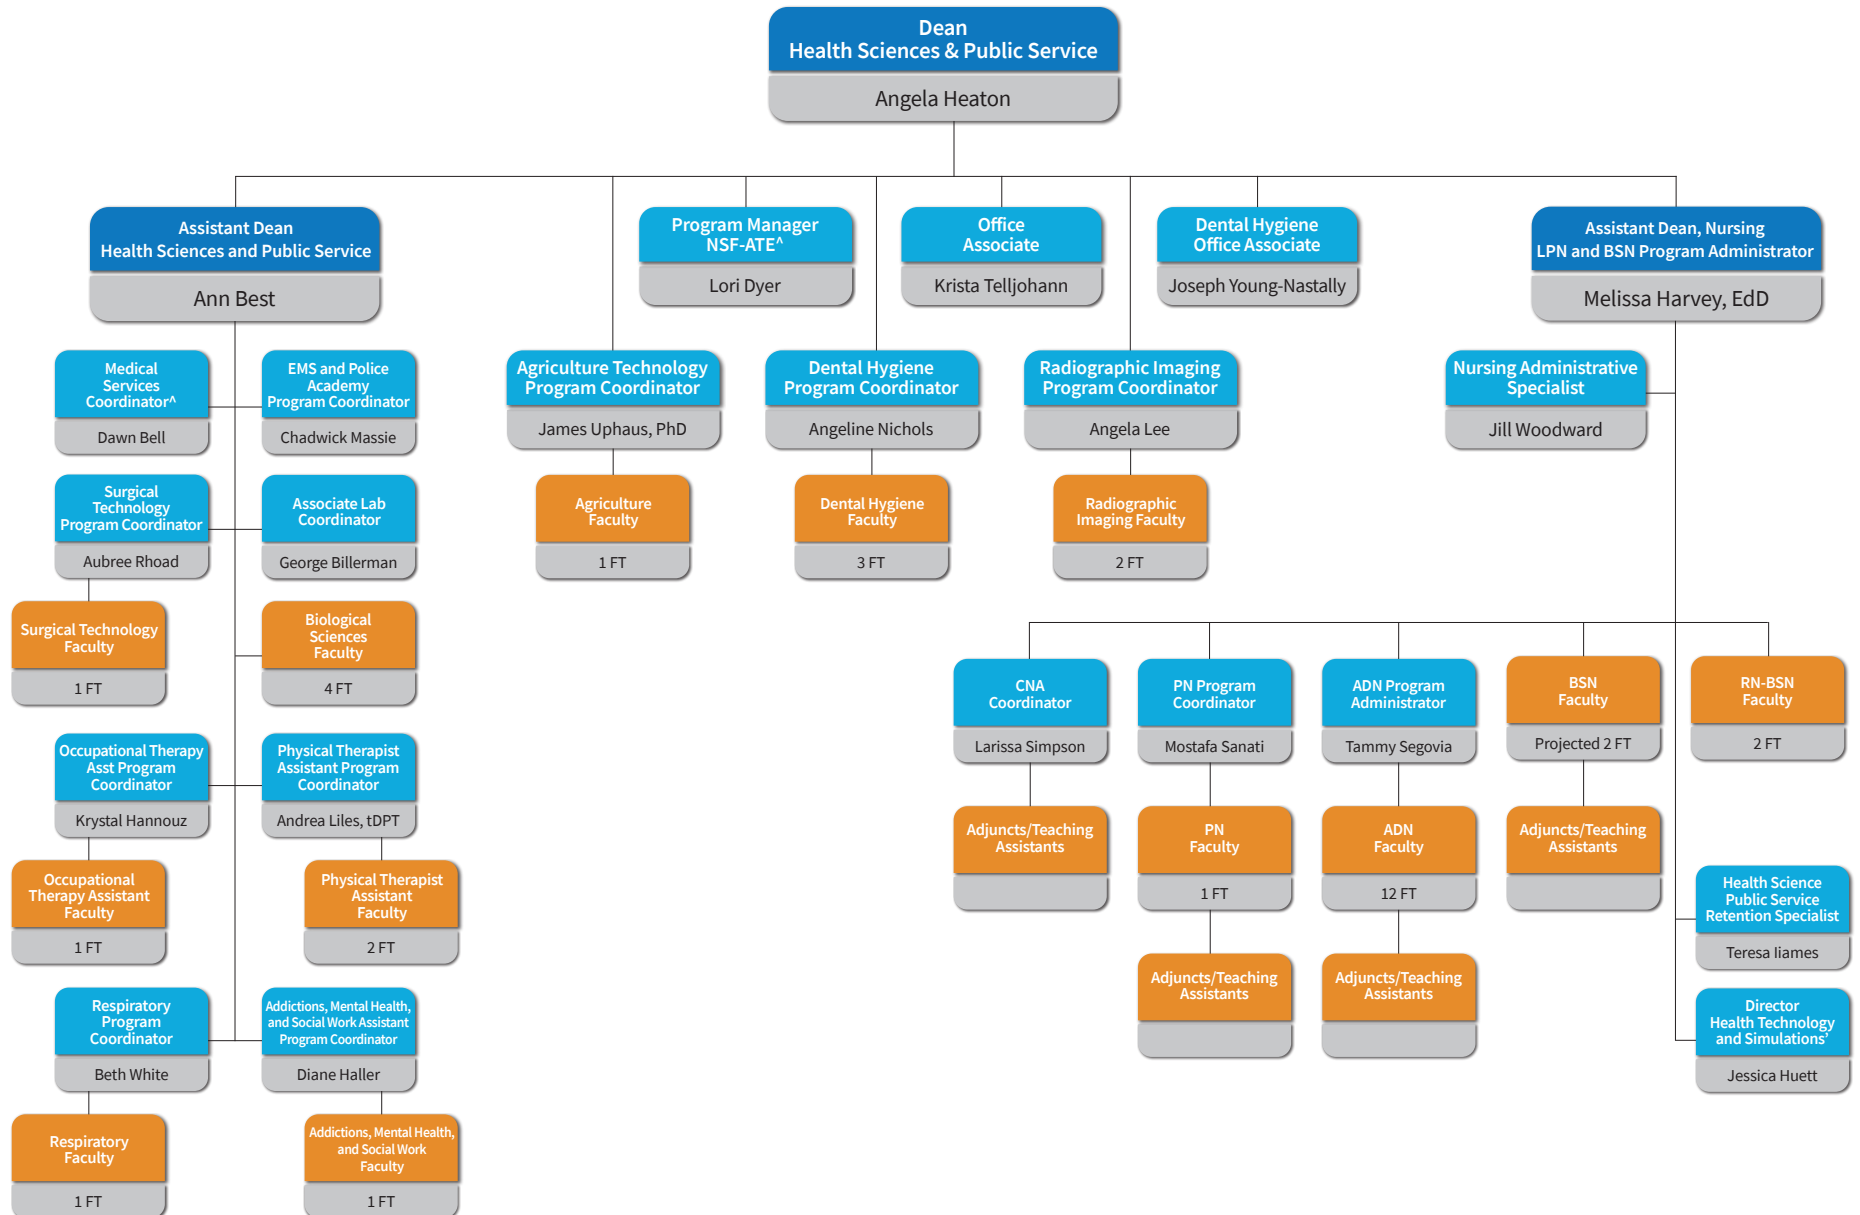 Dean
Health Sciences & Public Service
Angela Heaton
Assistant Dean
Health Sciences and Public Service
Ann Best
Program Manager
NSF-ATE^
Lori Dyer
Office
Associate
Krista Telljohann
Dental Hygiene
Office Associate
Joseph Young-Nastally
Assistant Dean, Nursing
LPN and BSN Program Administrator
Melissa Harvey, EdD
Medical
Services
Coordinator^
Dawn Bell
EMS and Police
Academy
Program Coordinator
Chadwick Massie
Agriculture Technology
Program Coordinator
James Uphaus, PhD
Dental Hygiene
Program Coordinator
Angeline Nichols
Radiographic Imaging
Program Coordinator
Angela Lee
Nursing Administrative
Specialist
Jill Woodward
Surgical
Technology
Program Coordinator
Aubree Rhoad
Associate Lab
Coordinator
George Billerman
Agriculture
Faculty
1 FT
Dental Hygiene
Faculty
3 FT
Radiographic
Imaging Faculty
2 FT
Surgical Technology
Faculty
1 FT
Biological
Sciences
Faculty
4 FT
CNA
Coordinator
Larissa Simpson
PN Program
Coordinator
Mostafa Sanati
ADN Program
Administrator
Tammy Segovia
BSN
Faculty
Projected 2 FT
RN-BSN
Faculty
2 FT
Occupational Therapy
Asst Program
Coordinator
Krystal Hannouz
Physical Therapist
Assistant Program
Coordinator
Andrea Liles, tDPT
Adjuncts/Teaching
Assistants
PN
Faculty
1 FT
ADN
Faculty
12 FT
Adjuncts/Teaching
Assistants
Occupational
Therapy Assistant
Faculty
1 FT
Physical Therapist
Assistant
Faculty
2 FT
Health Science
Public Service
Retention Specialist
Teresa Iiames
Adjuncts/Teaching
Assistants
Adjuncts/Teaching
Assistants
Respiratory
Program
Coordinator
Beth White
Addictions, Mental Health,
and Social Work Assistant
Program Coordinator
Diane Haller
Director
Health Technology
and Simulations’
Jessica Huett
Respiratory
Faculty
1 FT
Addictions, Mental Health,
and Social Work
Faculty
1 FT